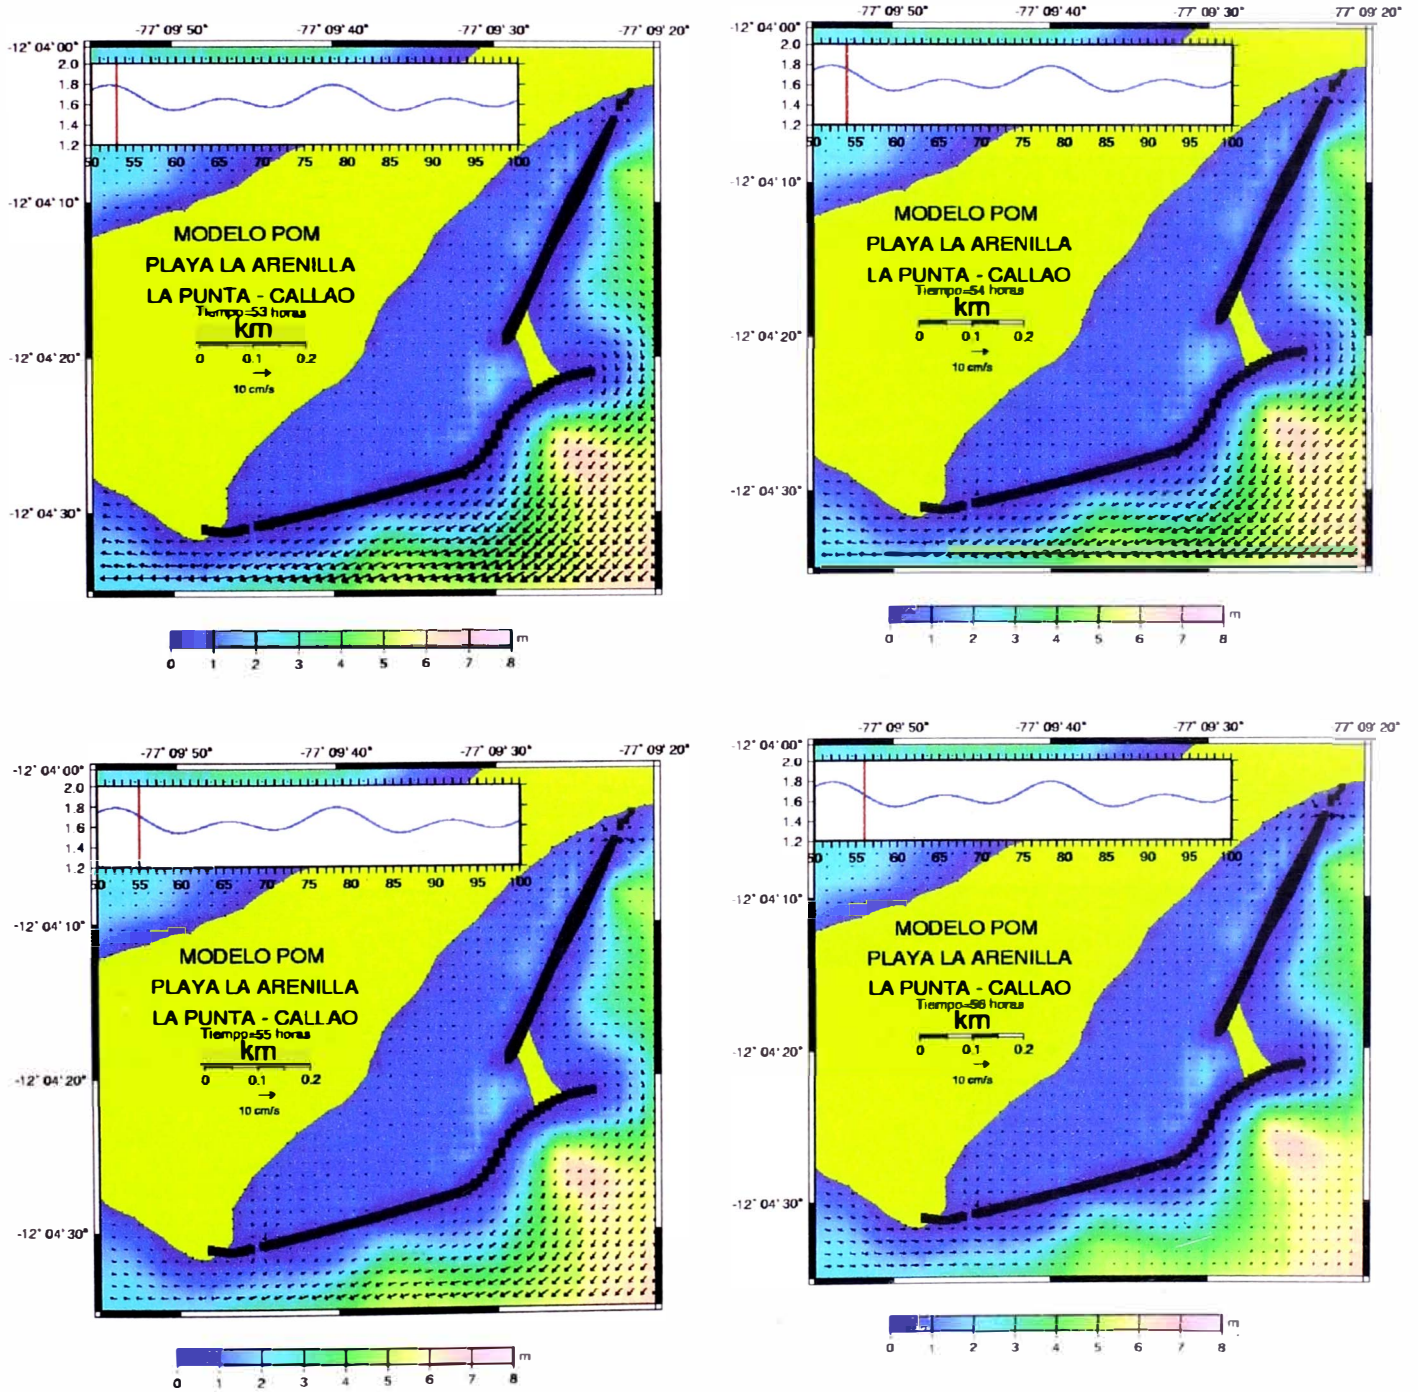 -77° 09' 50" -77° 09' 40" -77° 09' 30" -77° 09' 20"
-12° 04' 00"
2.0
1.8
1.6
1.4
1.2
50 55 60 65 70 75 80 85 90 95 100
-12° 04' 10"
MODELO POM
PLAYA LA ARENILLA
LA PUNTA - CALLAO
Tiempo=53 horas
km
0 0.1 0.2
10 cm/s
-12° 04' 20"
-12° 04' 30"
m
0 1 2 3 4 5 6 7 8
-77° 09' 50" -77° 09' 40" -77° 09' 30" -77° 09' 20"
-12° 04' 00"
2.0
1.8
1.6
1.4
1.2
50 55 60 65 70 75 80 85 90 95 100
-12° 04' 10"
MODELO POM
PLAYA LA ARENILLA
LA PUNTA - CALLAO
Tiempo=54 horas
km
0 0.1 0.2
10 cm/s
-12° 04' 20"
-12° 04' 30"
m
0 1 2 3 4 5 6 7 8
-77° 09' 50" -77° 09' 40" -77° 09' 30" -77° 09' 20"
-12° 04' 00"
2.0
1.8
1.6
1.4
1.2
50 55 60 65 70 75 80 85 90 95 100
-12° 04' 10"
MODELO POM
PLAYA LA ARENILLA
LA PUNTA - CALLAO
Tiempo=55 horas
km
0 0.1 0.2
10 cm/s
-12° 04' 20"
-12° 04' 30"
m
0 1 2 3 4 5 6 7 8
-77° 09' 50" -77° 09' 40" -77° 09' 30" -77° 09' 20"
-12° 04' 00"
2.0
1.8
1.6
1.4
1.2
50 55 60 65 70 75 80 85 90 95 100
-12° 04' 10"
MODELO POM
PLAYA LA ARENILLA
LA PUNTA - CALLAO
Tiempo=56 horas
km
0 0.1 0.2
10 cm/s
-12° 04' 20"
-12° 04' 30"
m
0 1 2 3 4 5 6 7 8